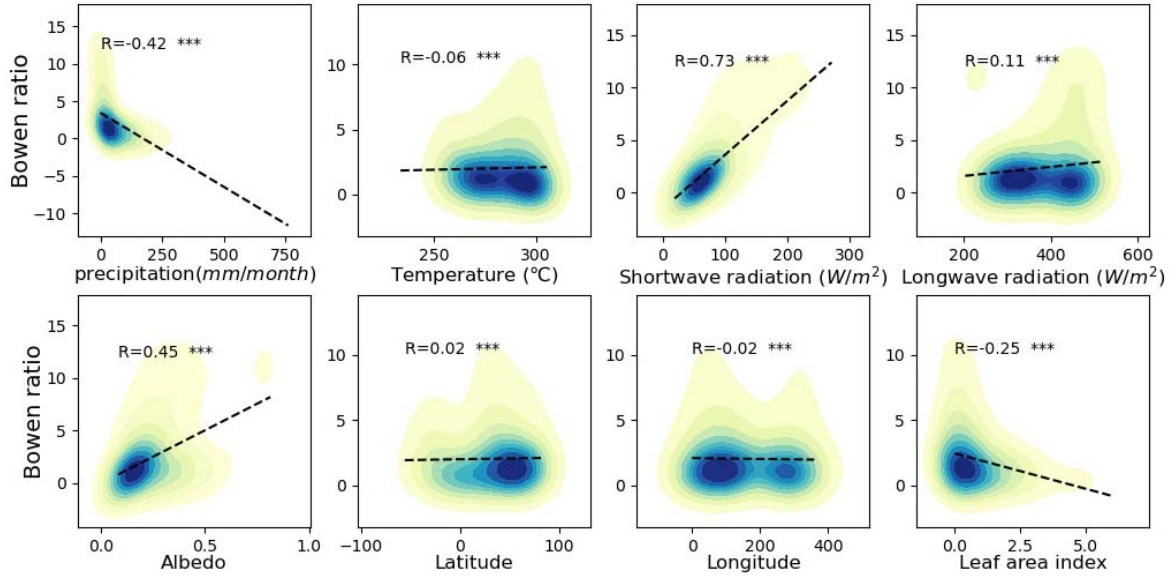 R=-0.42 ***
R=-0.06 ***
R=0.73 ***
R=0.11 ***
Bowen ratio
15
10
5
0
−5
−10
10
5
0
15
10
5
0
15
10
5
0
0 250 500 750
250 300
0 100 200 300
200 400 600
precipitation(mm/month)
Temperature (°C)
Shortwave radiation (W/m²)
Longwave radiation (W/m²)
R=0.45 ***
R=0.02 ***
R=-0.02 ***
R=-0.25 ***
Bowen ratio
15
10
5
0
10
5
0
10
5
0
10
5
0
0.0 0.5 1.0
−100 0 100
0 200 400
0.0 2.5 5.0
Albedo
Latitude
Longitude
Leaf area index